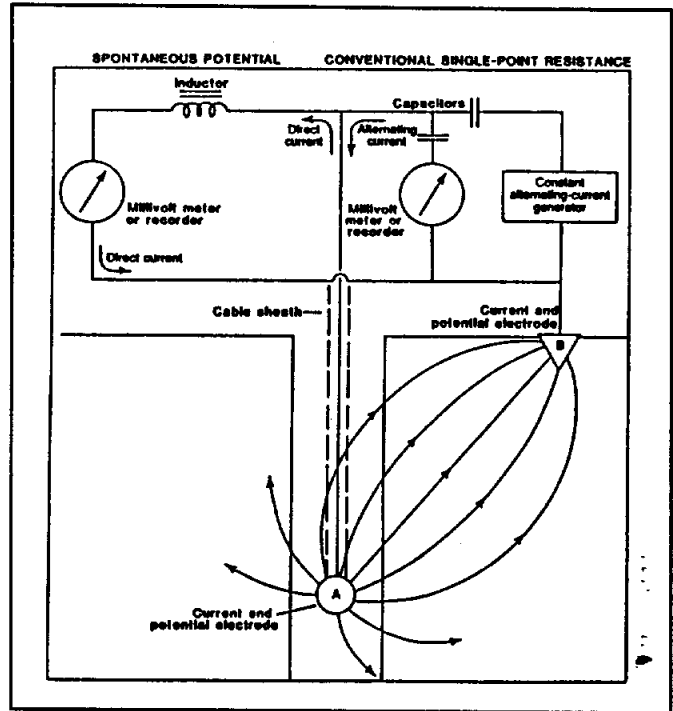 SPONTANEOUS POTENTIAL
CONVENTIONAL SINGLE-POINT RESISTANCE
Inductor
Capacitors
Direct
current
Alternating
current
Constant
alternating-current
generator
Millivolt meter
or recorder
Millivolt
meter or
recorder
Direct current
Cable sheath
Current and
potential electrode
B
A
Current and
potential electrode